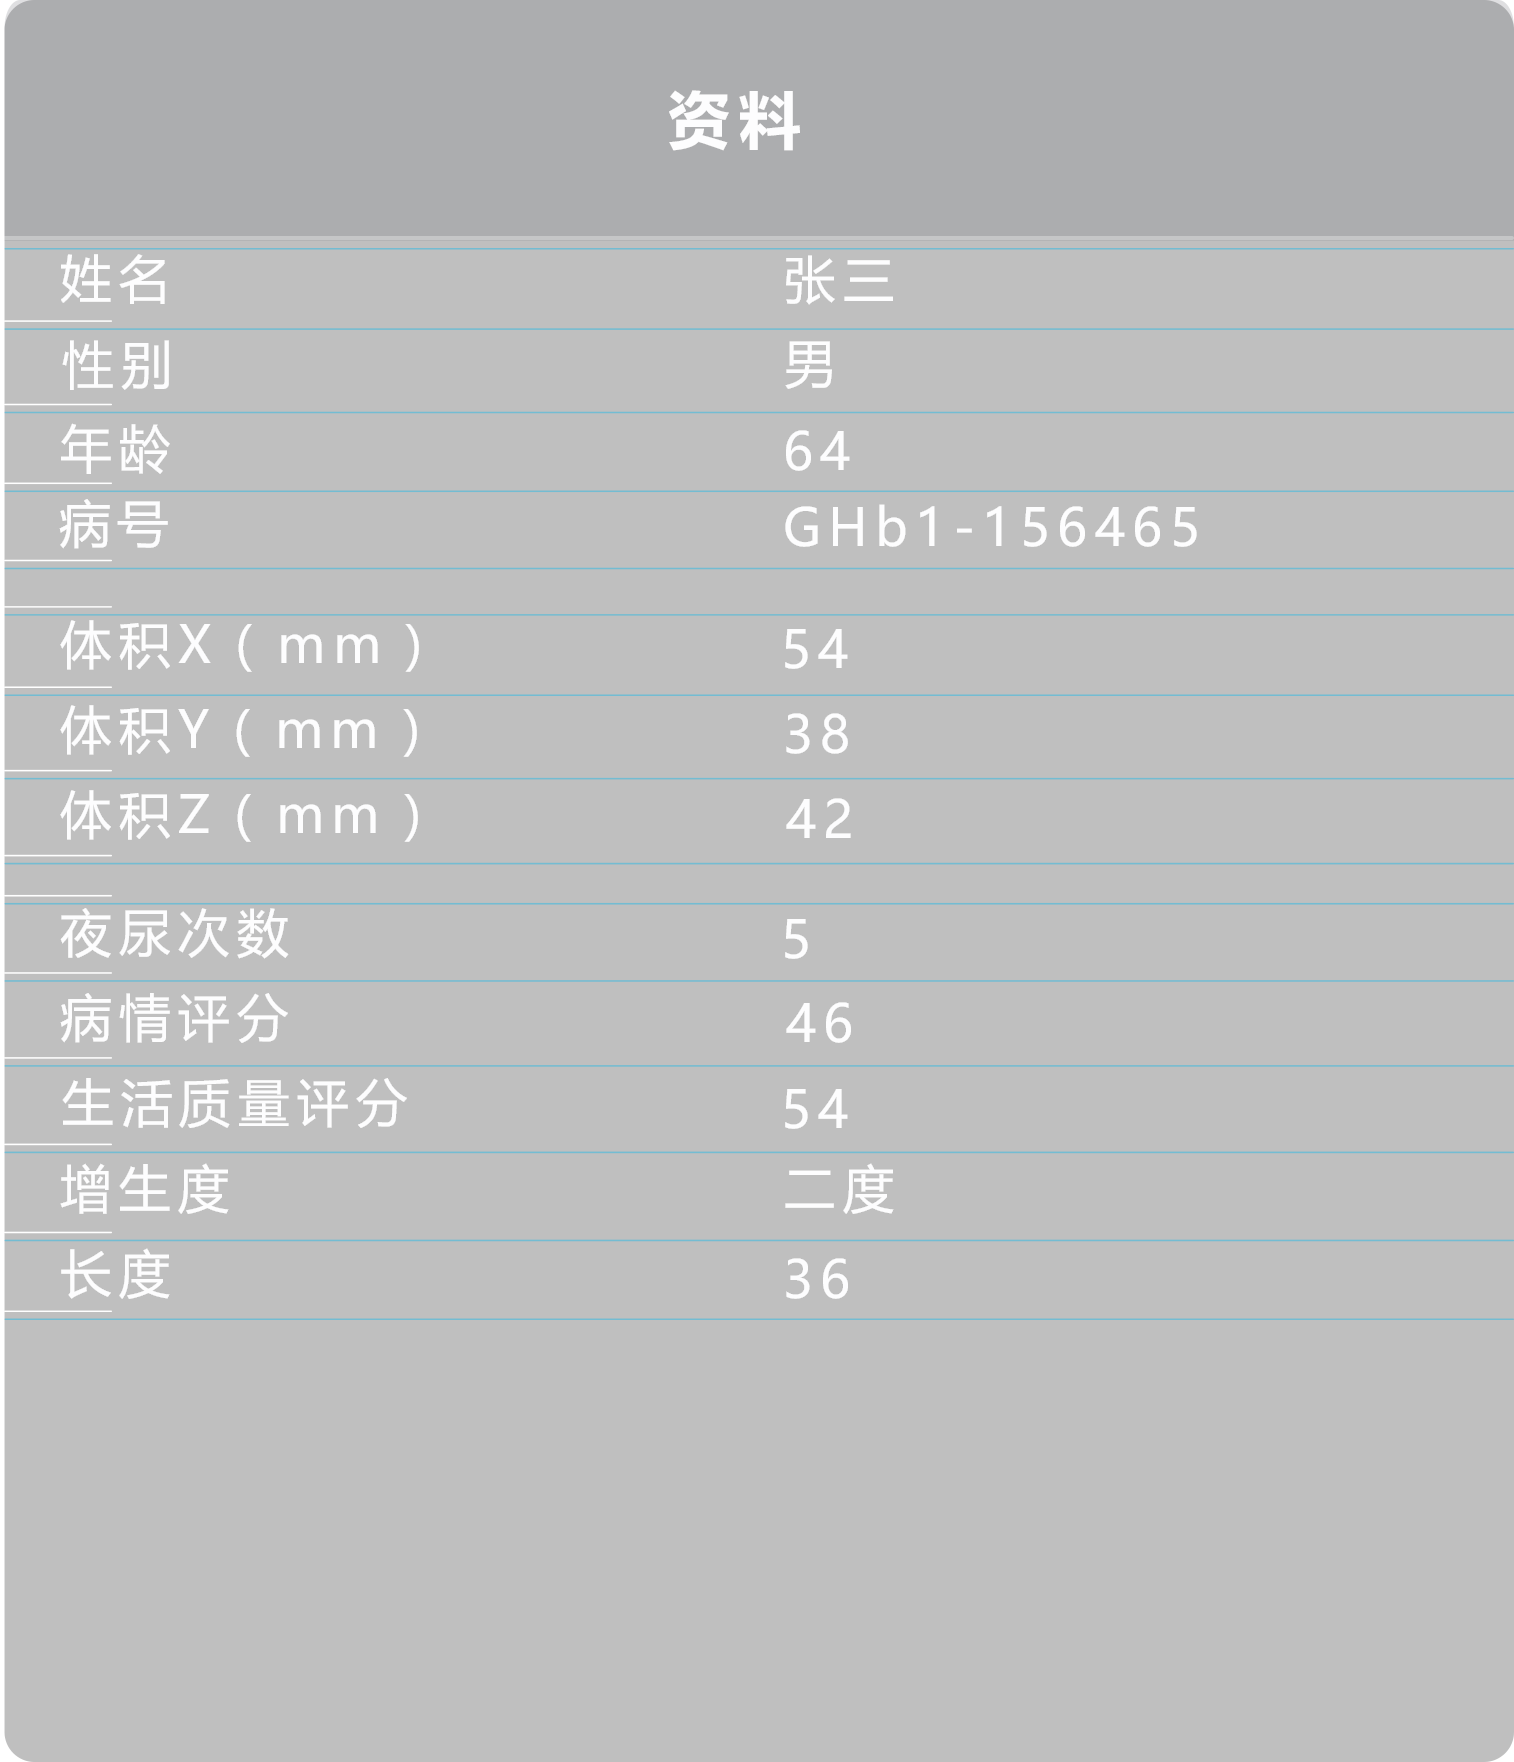 资料
姓名 张三
性别 男
年龄 64
病号 GHb1-156465
体积X（mm） 54
体积Y（mm） 38
体积Z（mm） 42
夜尿次数 5
病情评分 46
生活质量评分 54
增生度 二度
长度 36